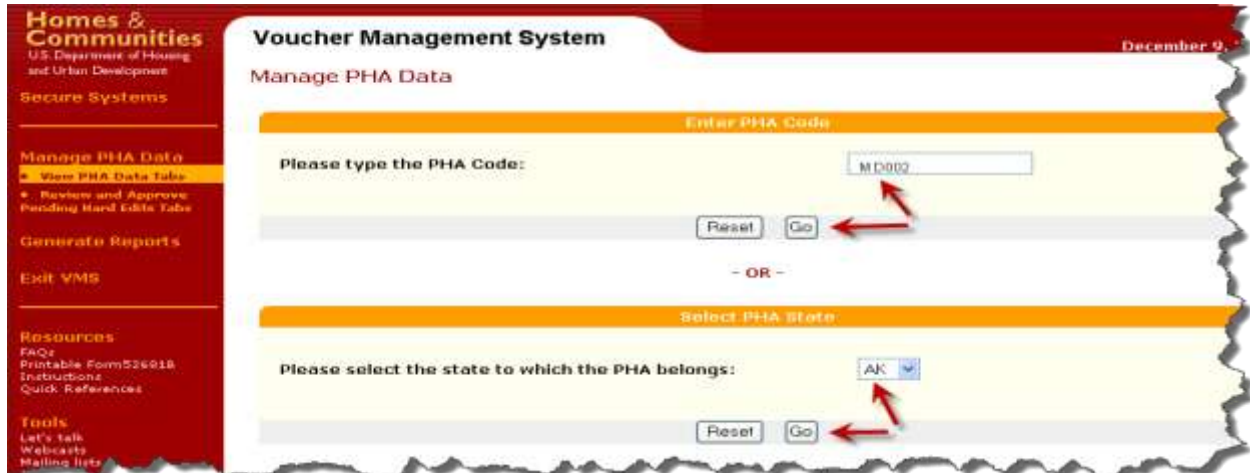 Homes &
Communities
U.S. Department of Housing
and Urban Development
Secure Systems
Manage PHA Data
• View PHA Data Tabs
• Review and Approve
Pending Hard Edits Tabs
Generate Reports
Exit VMS
Resources
FAQs
Printable Form52681B
Instructions
Quick References
Tools
Let's talk
Webcasts
Mailing lists
Voucher Management System
December 9,
Manage PHA Data
Enter PHA Code
Please type the PHA Code:
MD002
Reset Go
- OR -
Select PHA State
Please select the state to which the PHA belongs:
AK
Reset Go